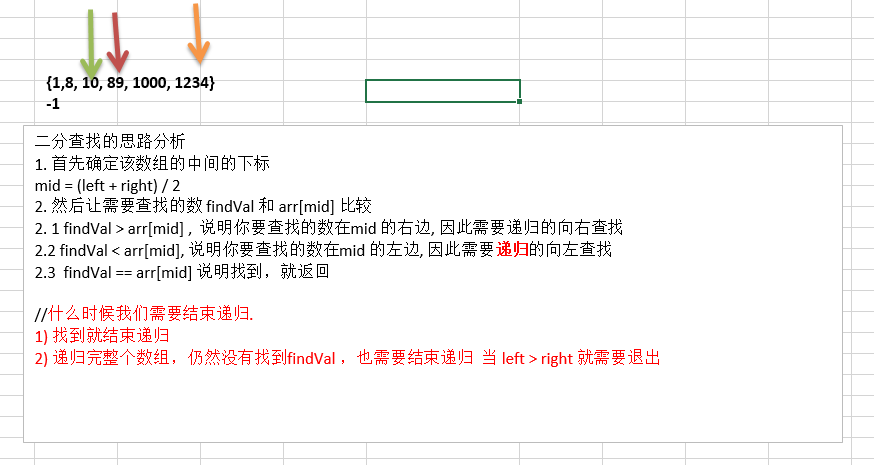 {1,8, 10, 89, 1000, 1234}
-1
二分查找的思路分析
1. 首先确定该数组的中间的下标
mid = (left + right) / 2
2. 然后让需要查找的数 findVal 和 arr[mid] 比较
2. 1 findVal > arr[mid] , 说明你要查找的数在mid 的右边, 因此需要递归的向右查找
2.2 findVal < arr[mid], 说明你要查找的数在mid 的左边, 因此需要递归的向左查找
2.3 findVal == arr[mid] 说明找到，就返回
//什么时候我们需要结束递归.
1) 找到就结束递归
2) 递归完整个数组，仍然没有找到findVal ，也需要结束递归 当 left > right 就需要退出